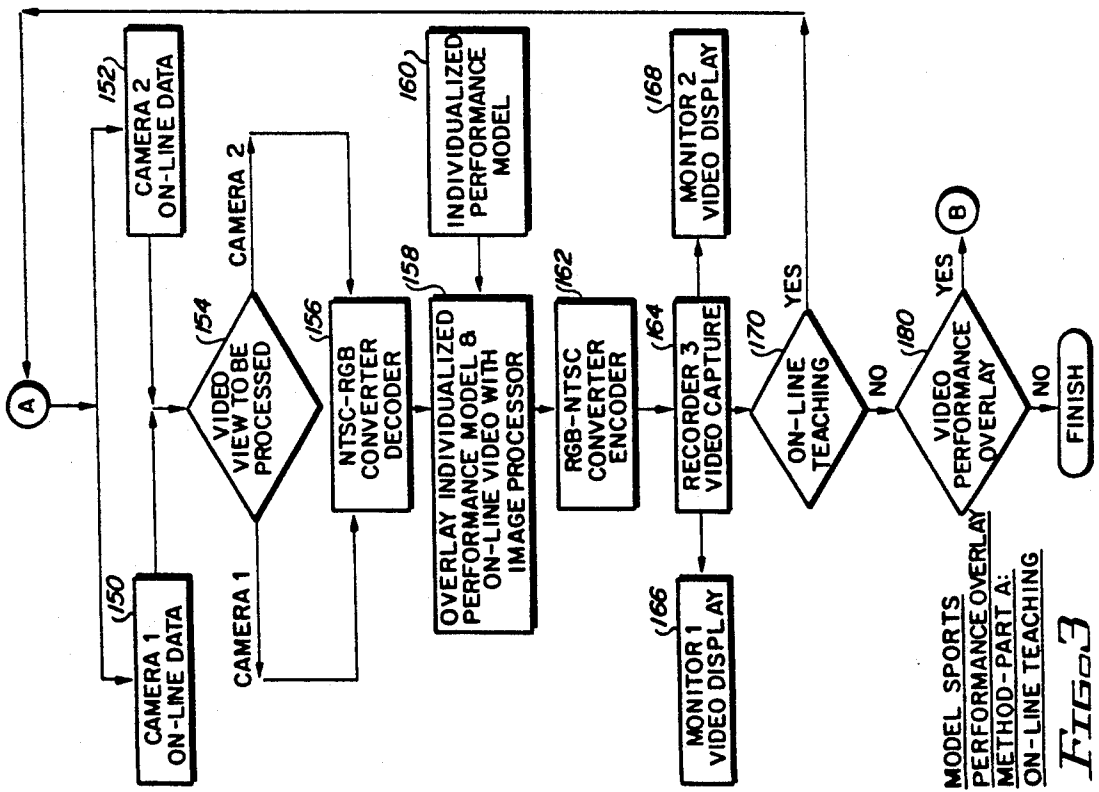 A
150
CAMERA 1
ON-LINE DATA
152
CAMERA 2
ON-LINE DATA
154
VIDEO
VIEW TO BE
PROCESSED
CAMERA 1
CAMERA 2
156
NTSC-RGB
CONVERTER
DECODER
158
OVERLAY INDIVIDUALIZED
PERFORMANCE MODEL &
ON-LINE VIDEO WITH
IMAGE PROCESSOR
160
INDIVIDUALIZED
PERFORMANCE
MODEL
162
RGB-NTSC
CONVERTER
ENCODER
164
RECORDER 3
VIDEO CAPTURE
166
MONITOR 1
VIDEO DISPLAY
168
MONITOR 2
VIDEO DISPLAY
170
ON-LINE
TEACHING
YES
NO
180
VIDEO
PERFORMANCE
OVERLAY
YES
B
NO
FINISH
MODEL SPORTS
PERFORMANCE OVERLAY
METHOD-PART A:
ON-LINE TEACHING
FIG. 3